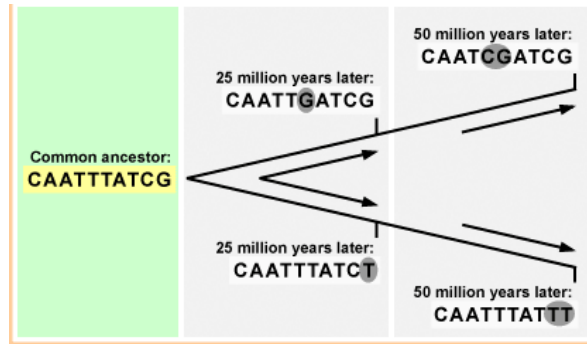 50 million years later:
CAATCGATCG
25 million years later:
CAATTGATCG
Common ancestor:
CAATTTATCG
25 million years later:
CAATTTATCT
50 million years later:
CAATTTATTT